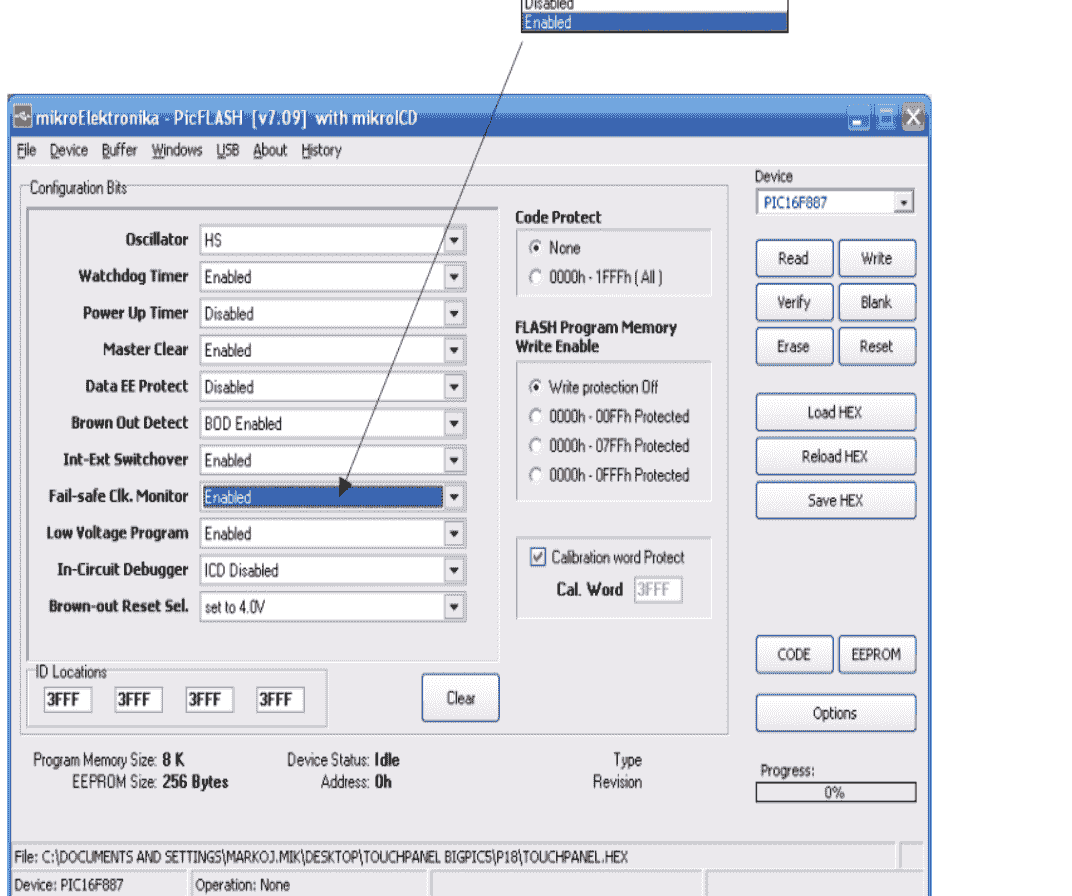 Disabled
Enabled
mikroElektronika - PicFLASH [v7.09] with mikroICD
File Device Buffer Windows USB About History
Configuration Bits
Oscillator HS
Watchdog Timer Enabled
Power Up Timer Disabled
Master Clear Enabled
Data EE Protect Disabled
Brown Out Detect BOD Enabled
Int-Ext Switchover Enabled
Fail-safe Clk. Monitor Enabled
Low Voltage Program Enabled
In-Circuit Debugger ICD Disabled
Brown-out Reset Sel. set to 4.0V
ID Locations
3FFF 3FFF 3FFF 3FFF
Clear
Code Protect
None
0000h - 1FFFh ( All )
FLASH Program Memory
Write Enable
Write protection Off
0000h - 00FFh Protected
0000h - 07FFh Protected
0000h - 0FFFh Protected
Calibration word Protect
Cal. Word 3FFF
Device
PIC16F887
Read Write
Verify Blank
Erase Reset
Load HEX
Reload HEX
Save HEX
CODE EEPROM
Options
Program Memory Size: 8 K Device Status: Idle Type
EEPROM Size: 256 Bytes Address: 0h Revision
Progress:
0%
File: C:\DOCUMENTS AND SETTINGS\MARKOJ.MIK\DESKTOP\TOUCHPANEL BIGPIC5\P18\TOUCHPANEL.HEX
Device: PIC16F887 Operation: None